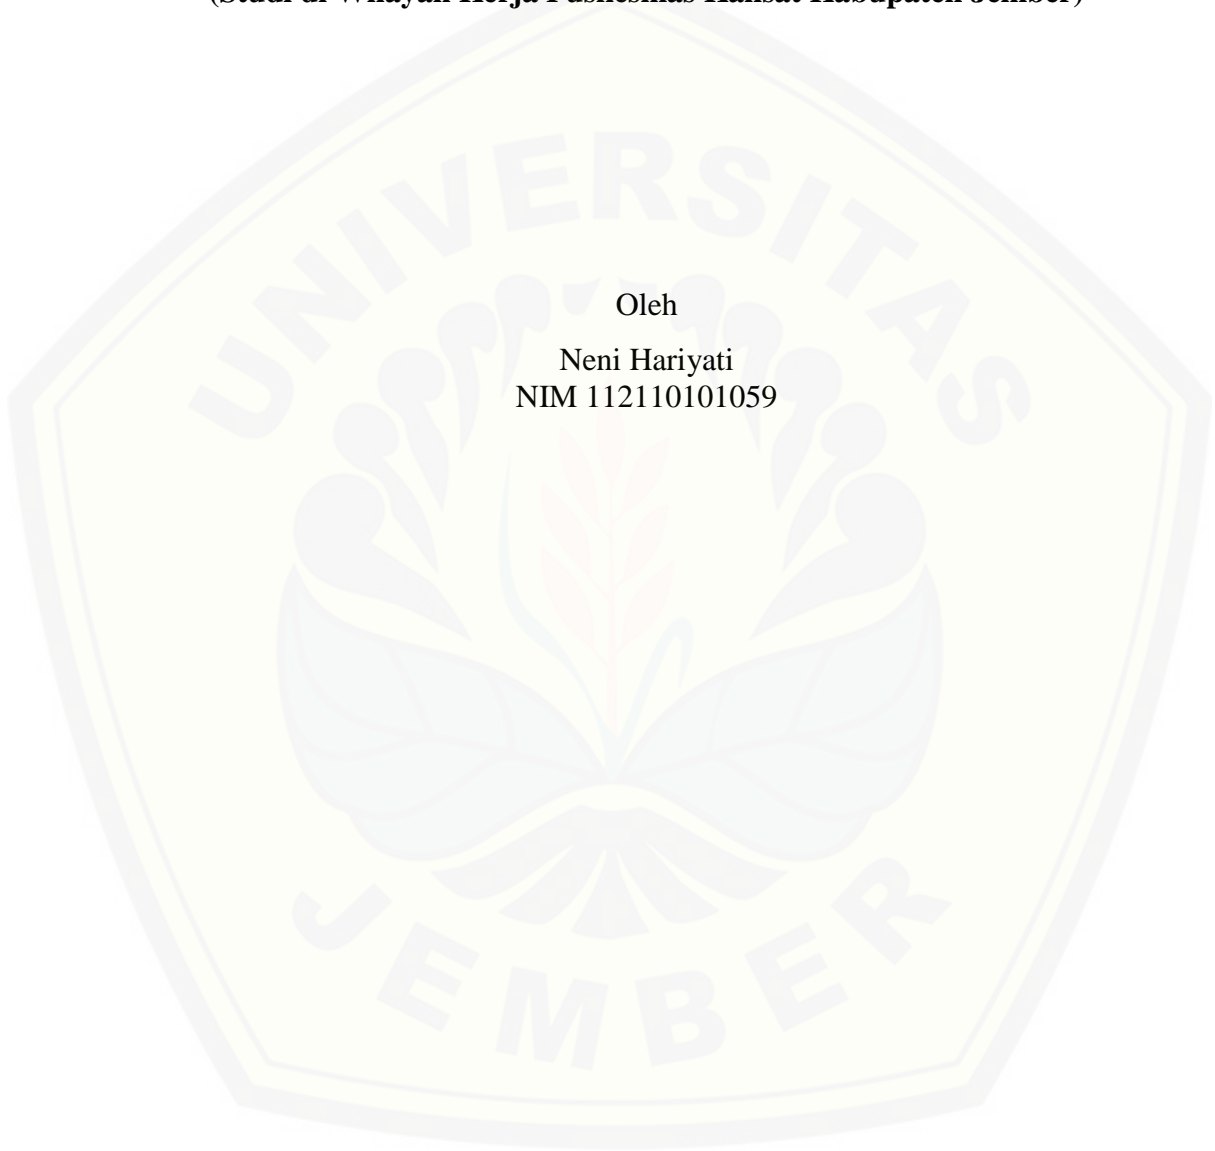 (Studi di Wilayah Kerja Puskesmas Kalisat Kabupaten Jember)
UNIVERSITAS
Oleh
Neni Hariyati
NIM 112110101059
JEMBER